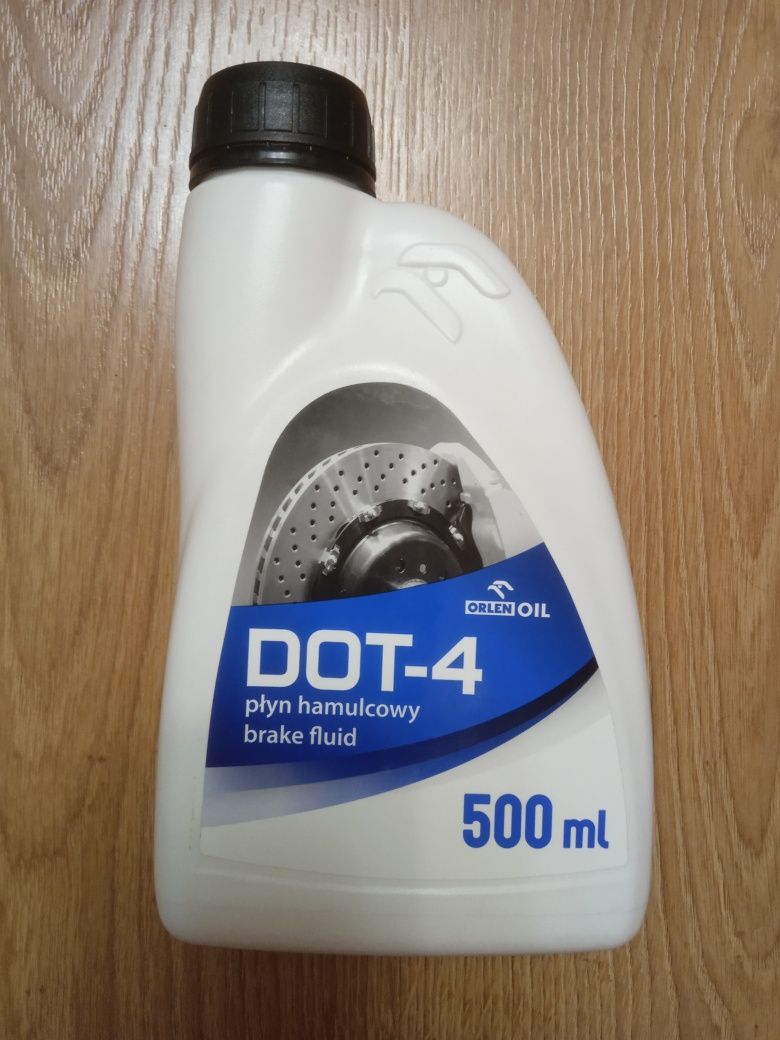 ORLEN OIL
DOT-4
płyn hamulcowy
brake fluid
500 ml